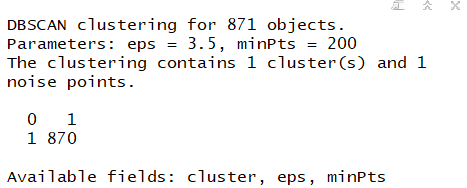 DBSCAN clustering for 871 objects.
Parameters: eps = 3.5, minPts = 200
The clustering contains 1 cluster(s) and 1
noise points.
0 1
1 870
Available fields: cluster, eps, minPts